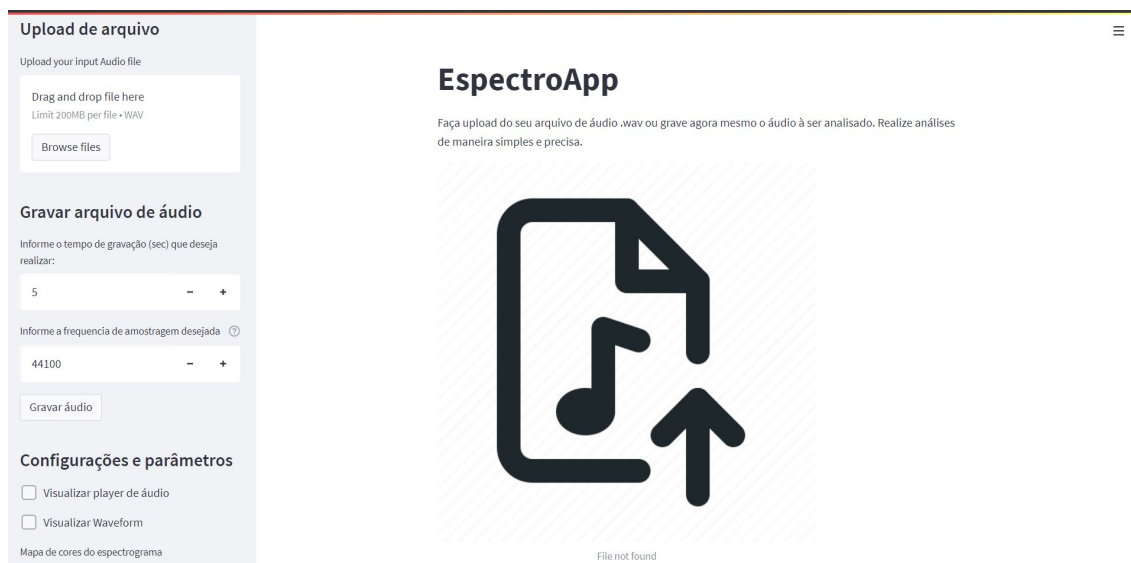 Upload de arquivo
Upload your input Audio file
Drag and drop file here
Limit 200MB per file • WAV
Browse files
Gravar arquivo de áudio
Informe o tempo de gravação (sec) que deseja
realizar:
5
Informe a frequencia de amostragem desejada
44100
Gravar áudio
Configurações e parâmetros
Visualizar player de áudio
Visualizar Waveform
Mapa de cores do espectrograma
EspectroApp
Faça upload do seu arquivo de áudio .wav ou grave agora mesmo o áudio à ser analisado. Realize análises
de maneira simples e precisa.
File not found